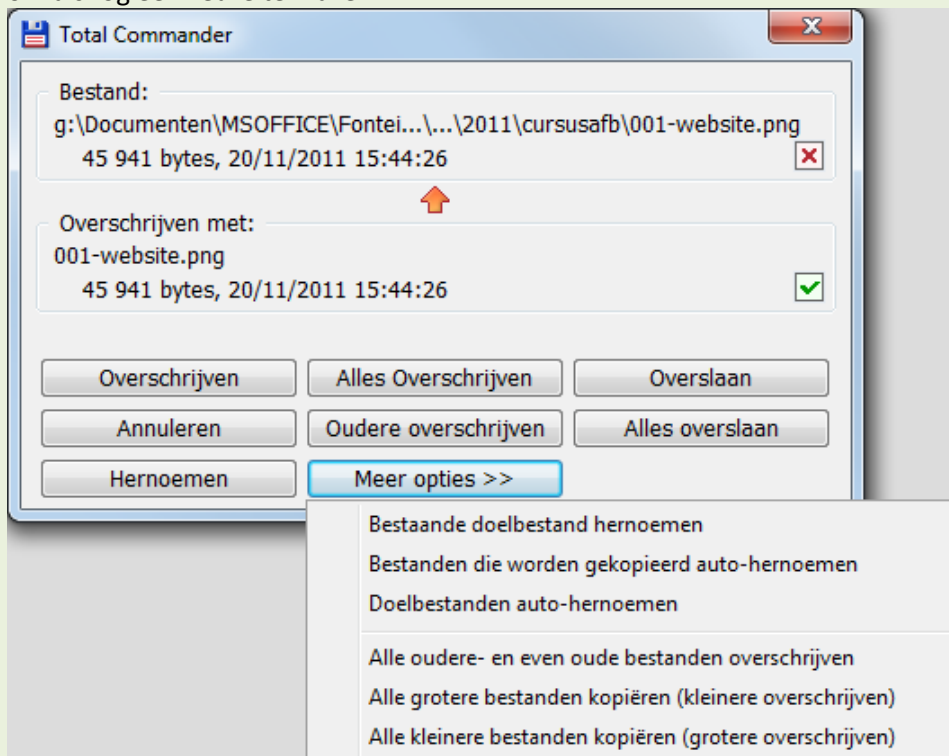 Total Commander
Bestand:
g:\Documenten\MSOFFICE\Fontei...\...\2011\cursusafb\001-website.png
45 941 bytes, 20/11/2011 15:44:26
Overschrijven met:
001-website.png
45 941 bytes, 20/11/2011 15:44:26
Overschrijven Alles Overschrijven Overslaan
Annuleren Oudere overschrijven Alles overslaan
Hernoemen Meer opties >>
Bestaande doelbestand hernoemen
Bestanden die worden gekopieerd auto-hernoemen
Doelbestanden auto-hernoemen
Alle oudere- en even oude bestanden overschrijven
Alle grotere bestanden kopiëren (kleinere overschrijven)
Alle kleinere bestanden kopiëren (grotere overschrijven)